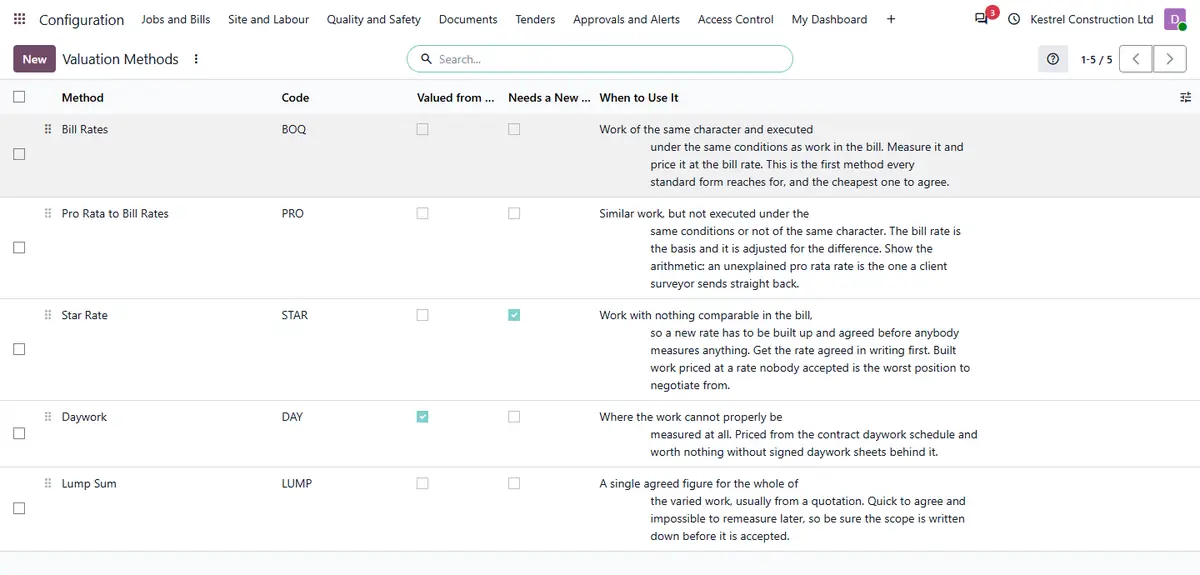 Configuration Jobs and Bills Site and Labour Quality and Safety Documents Tenders Approvals and Alerts Access Control My Dashboard + 3 Kestrel Construction Ltd D
New Valuation Methods Search... 1-5 / 5
Method Code Valued from ... Needs a New ... When to Use It
Bill Rates BOQ Work of the same character and executed
under the same conditions as work in the bill. Measure it and
price it at the bill rate. This is the first method every
standard form reaches for, and the cheapest one to agree.
Pro Rata to Bill Rates PRO Similar work, but not executed under the
same conditions or not of the same character. The bill rate is
the basis and it is adjusted for the difference. Show the
arithmetic: an unexplained pro rata rate is the one a client
surveyor sends straight back.
Star Rate STAR Work with nothing comparable in the bill,
so a new rate has to be built up and agreed before anybody
measures anything. Get the rate agreed in writing first. Built
work priced at a rate nobody accepted is the worst position to
negotiate from.
Daywork DAY Where the work cannot properly be
measured at all. Priced from the contract daywork schedule and
worth nothing without signed daywork sheets behind it.
Lump Sum LUMP A single agreed figure for the whole of
the varied work, usually from a quotation. Quick to agree and
impossible to remeasure later, so be sure the scope is written
down before it is accepted.